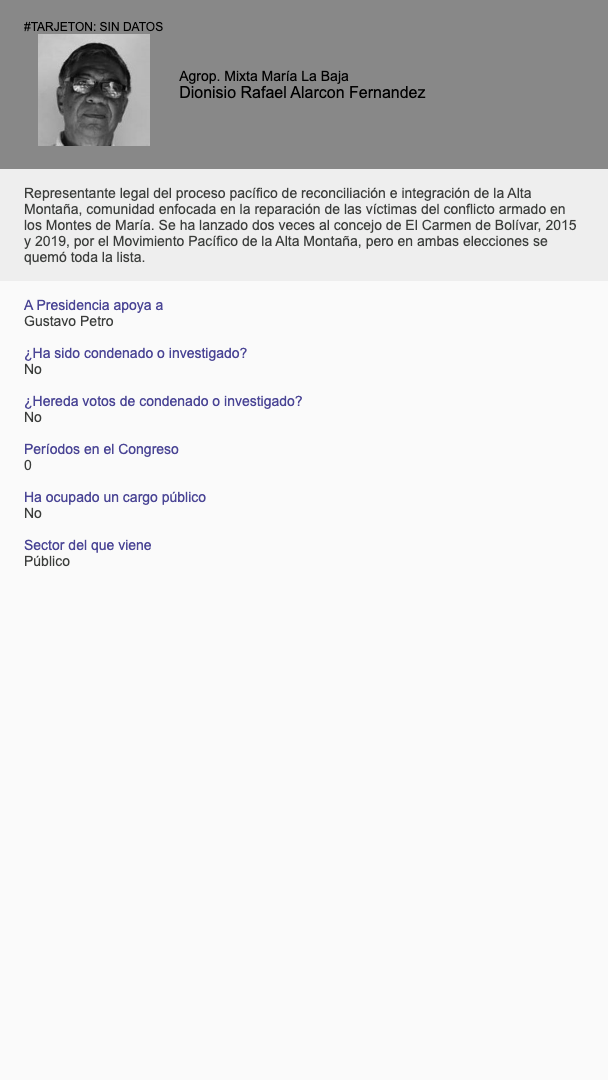 #TARJETON: SIN DATOS
Agrop. Mixta María La Baja
Dionisio Rafael Alarcon Fernandez
Representante legal del proceso pacífico de reconciliación e integración de la Alta
Montaña, comunidad enfocada en la reparación de las víctimas del conflicto armado en
los Montes de María. Se ha lanzado dos veces al concejo de El Carmen de Bolívar, 2015
y 2019, por el Movimiento Pacífico de la Alta Montaña, pero en ambas elecciones se
quemó toda la lista.
A Presidencia apoya a
Gustavo Petro
¿Ha sido condenado o investigado?
No
¿Hereda votos de condenado o investigado?
No
Períodos en el Congreso
0
Ha ocupado un cargo público
No
Sector del que viene
Público